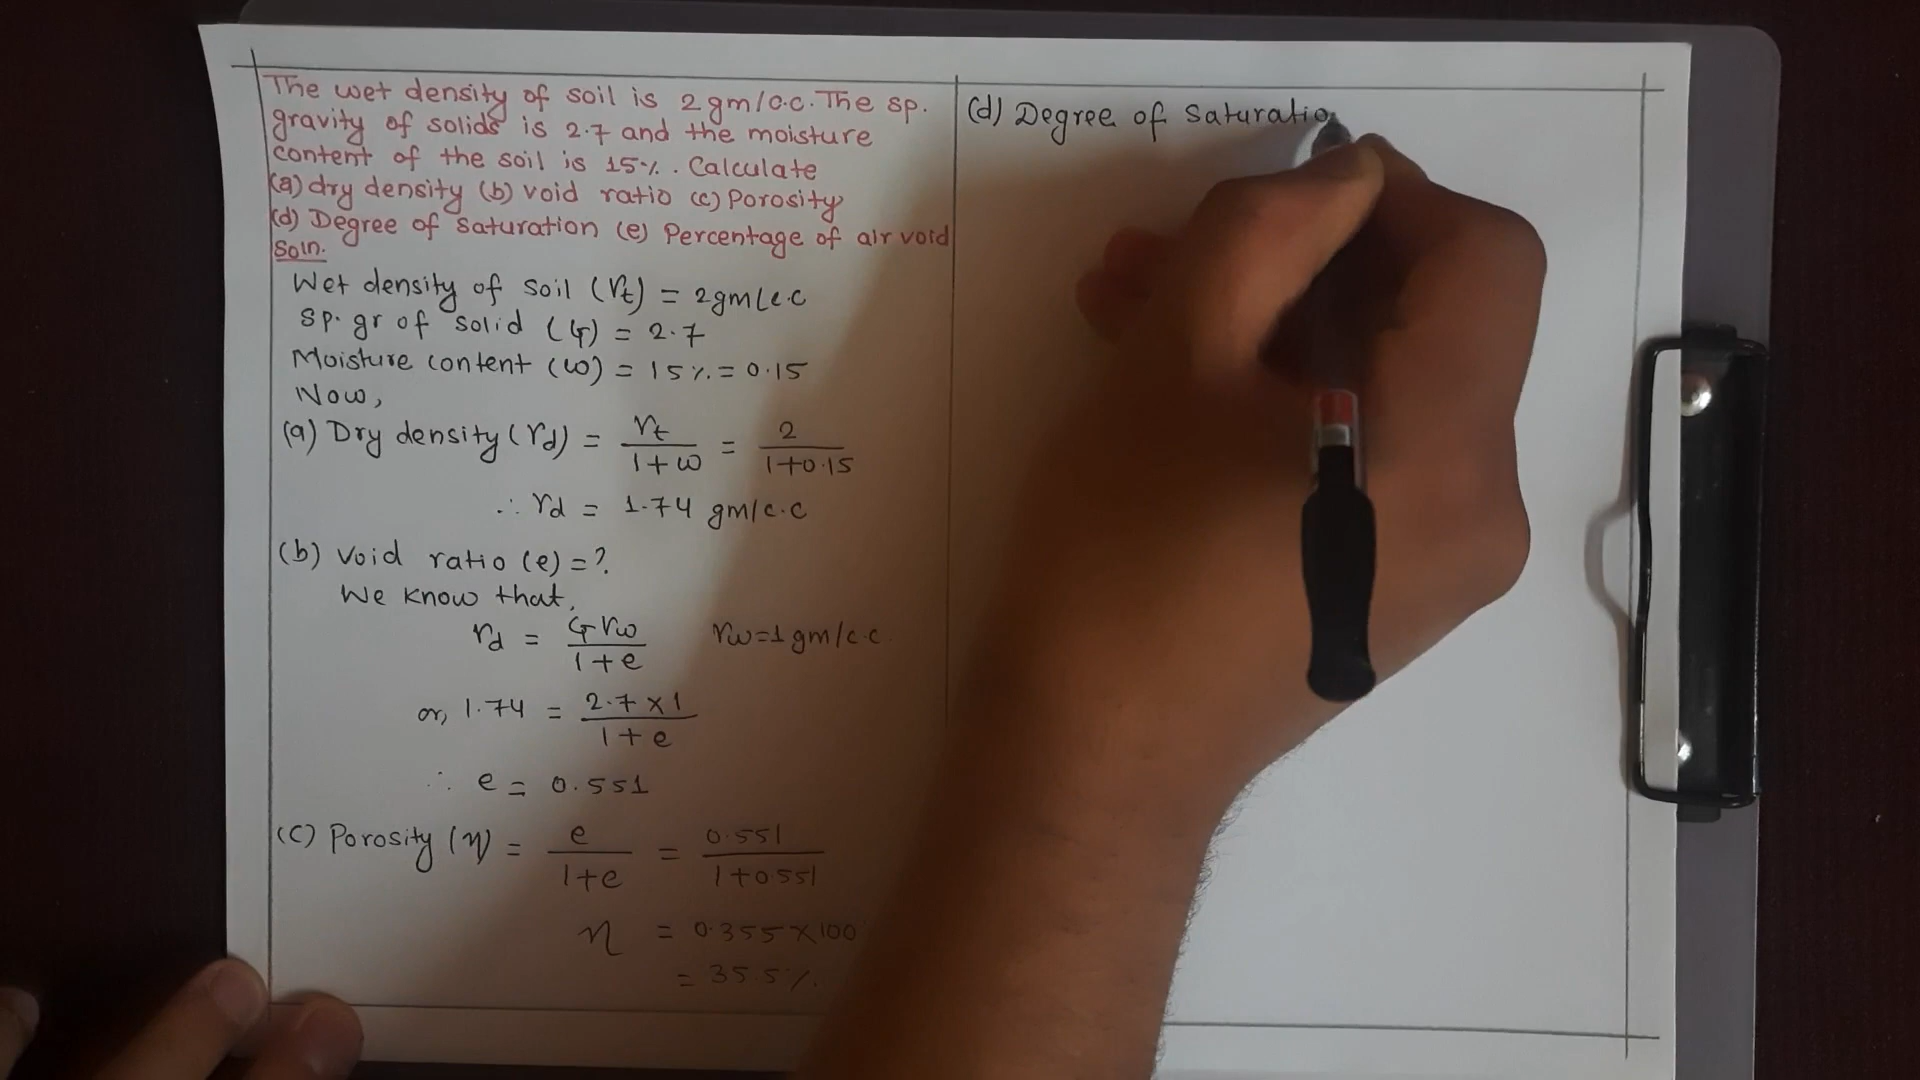 The wet density of soil is 2gm/c.c. The sp.
gravity of solids is 2.7 and the moisture
content of the soil is 15%. Calculate
(a) dry density (b) void ratio (c) Porosity
(d) Degree of saturation (e) Percentage of air void
Soln.
Wet density of soil (γt) = 2gm/c.c
sp. gr of solid (G) = 2.7
Moisture content (ω) = 15% = 0.15
Now,
(a) Dry density (γd) = γt / 1+ω = 2 / 1+0.15
∴ γd = 1.74 gm/c.c
(b) Void ratio (e) = ?
We know that,
γd = Gγω / 1+e γω=1gm/c.c.
or, 1.74 = 2.7×1 / 1+e
∴ e = 0.551
(C) Porosity (η) = e / 1+e = 0.551 / 1+0.551
η = 0.355×100
= 35.5%.
(d) Degree of saturatio